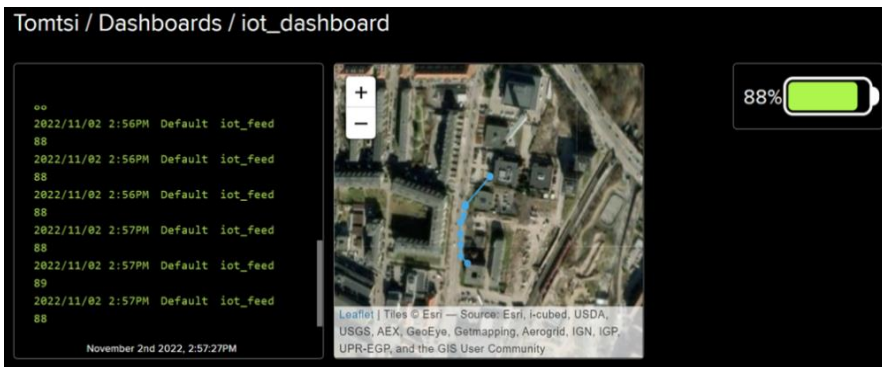 Tomtsi / Dashboards / iot_dashboard
2022/11/02 2:56PM Default iot_feed
88
2022/11/02 2:56PM Default iot_feed
88
2022/11/02 2:56PM Default iot_feed
88
2022/11/02 2:57PM Default iot_feed
88
2022/11/02 2:57PM Default iot_feed
89
2022/11/02 2:57PM Default iot_feed
88
November 2nd 2022, 2:57:27PM
+
−
Leaflet | Tiles © Esri — Source: Esri, i-cubed, USDA,
USGS, AEX, GeoEye, Getmapping, Aerogrid, IGN, IGP,
UPR-EGP, and the GIS User Community
88%